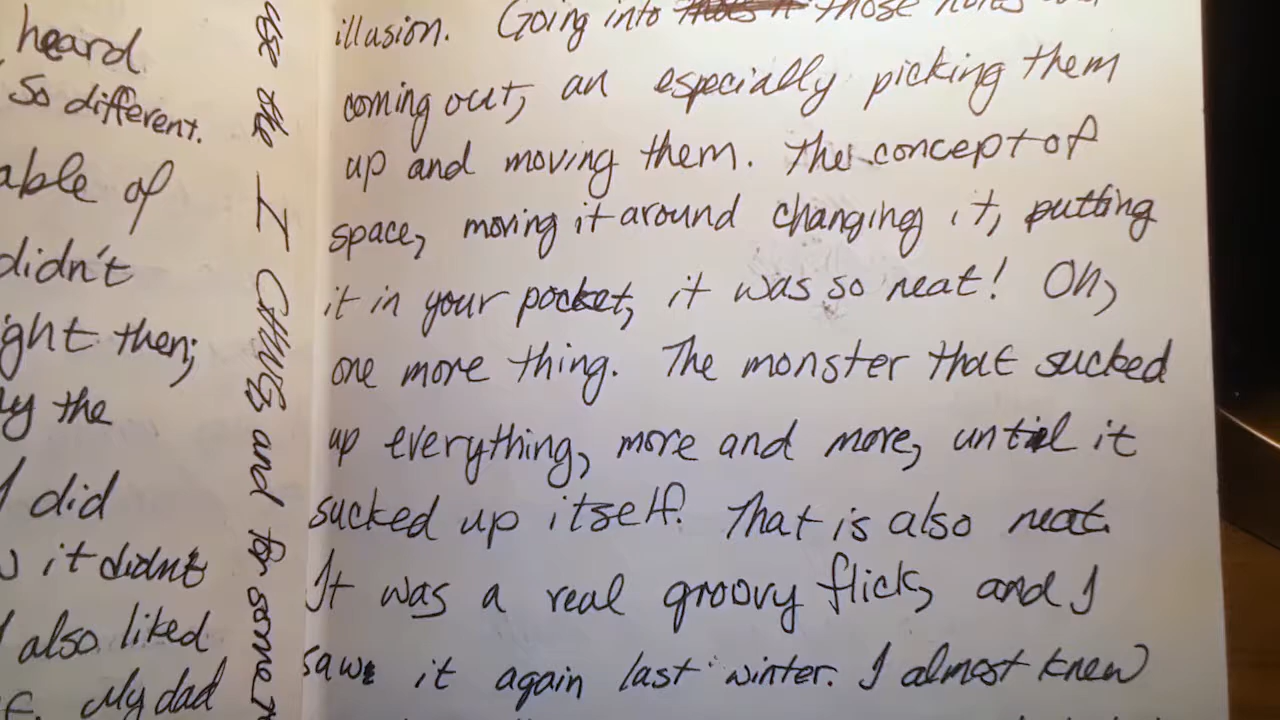 heard
so different.
able of
didn't
ght then;
the
I did
it didn't
I also liked
My dad
use the I CHING and for some
illusion. Going into those holes
coming out, an especially picking them
up and moving them. The concept of
space, moving it around changing it, putting
it in your pocket, it was so neat! Oh,
one more thing. The monster that sucked
up everything, more and more, until it
sucked up itself. That is also neat.
It was a real groovy flick, and I
saw it again last winter. I almost knew